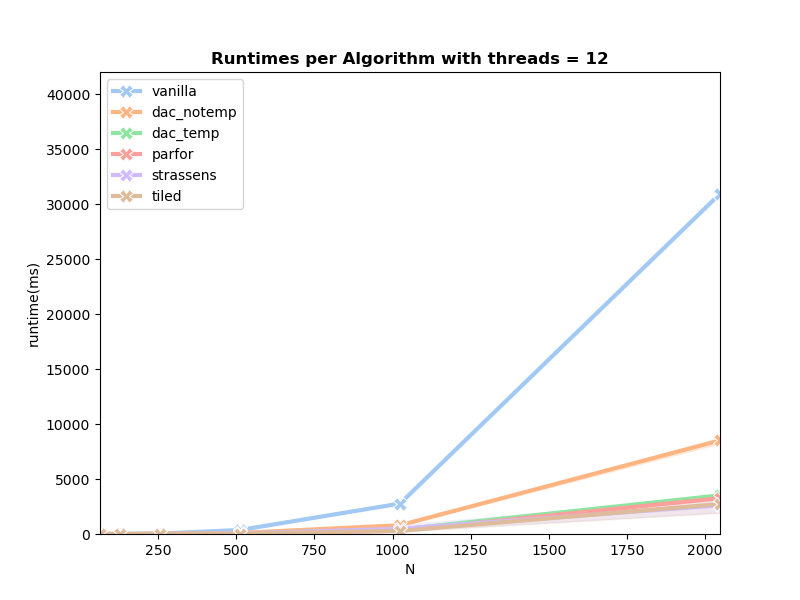 Runtimes per Algorithm with threads = 12
vanilla
dac_notemp
dac_temp
parfor
strassens
tiled
40000
35000
30000
25000
20000
15000
10000
5000
0
runtime(ms)
250 500 750 1000 1250 1500 1750 2000
N